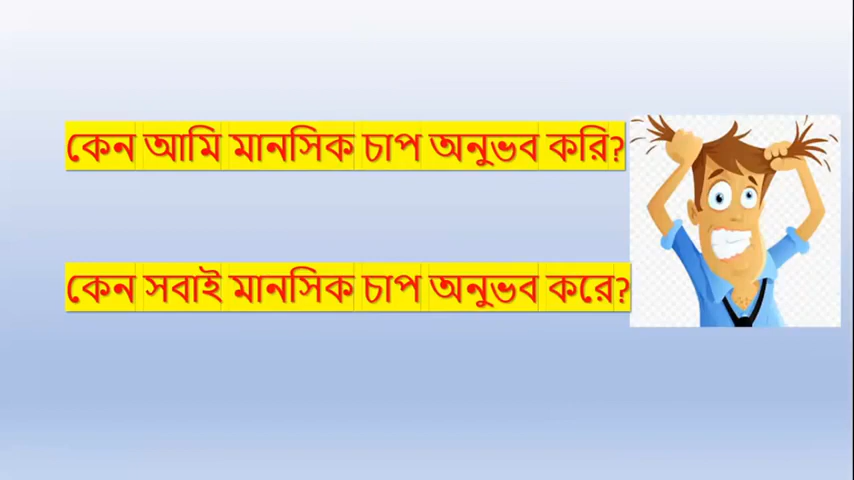 কেন আমি মানসিক চাপ অনুভব করি?
কেন সবাই মানসিক চাপ অনুভব করে?